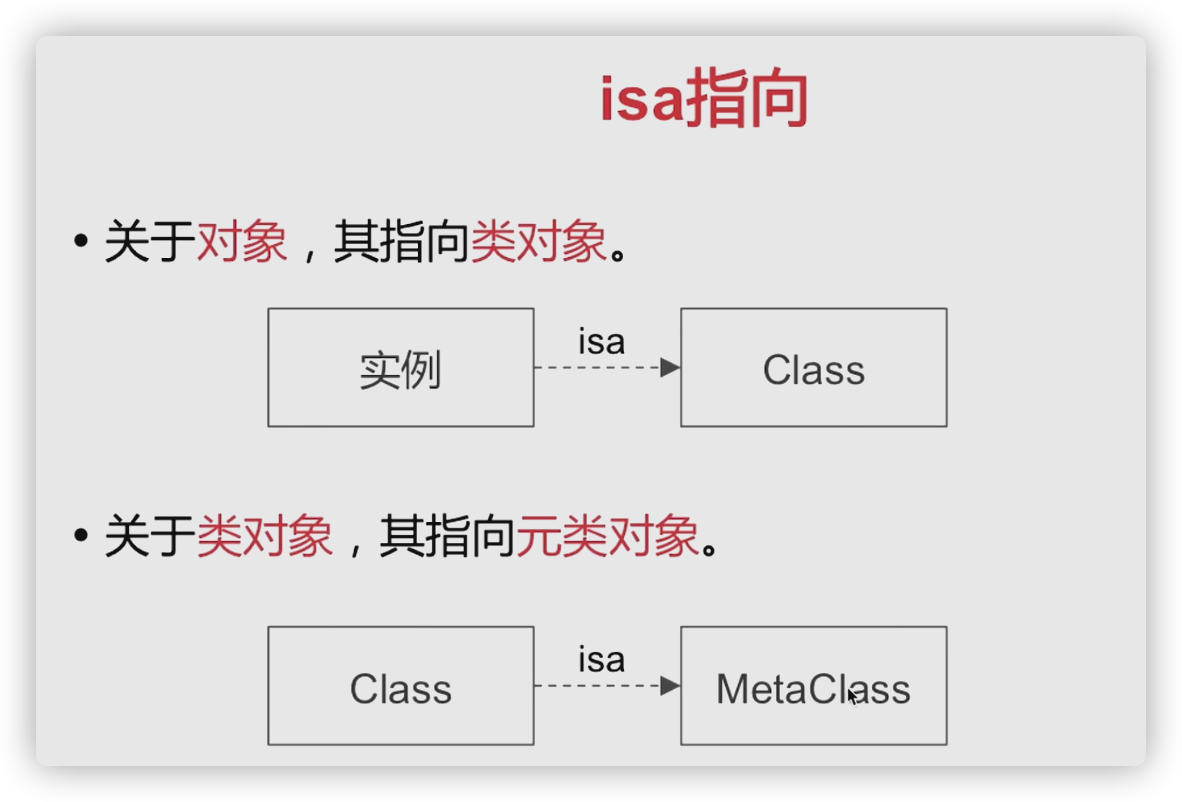 isa指向
• 关于对象，其指向类对象。
isa
实例
Class
• 关于类对象，其指向元类对象。
isa
Class
MetaClass